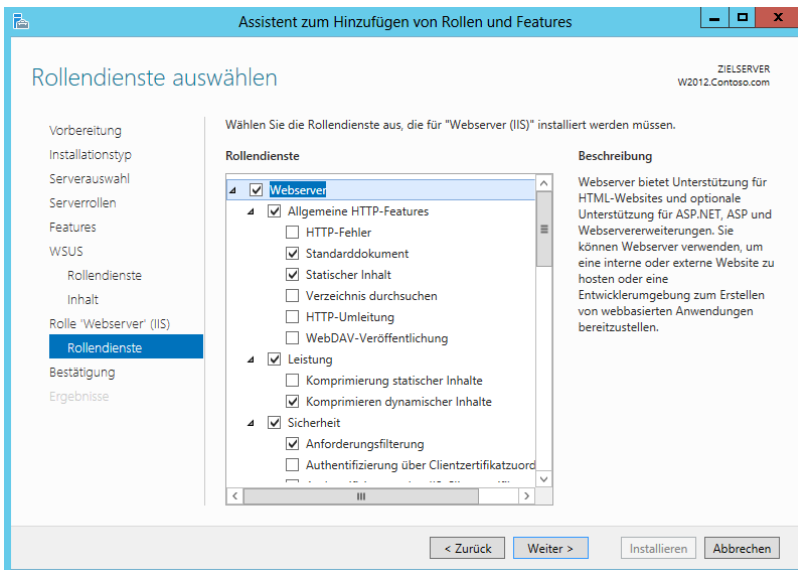 Assistent zum Hinzufügen von Rollen und Features
Rollendienste auswählen
ZIELSERVER
W2012.Contoso.com
Vorbereitung
Installationstyp
Serverauswahl
Serverrollen
Features
WSUS
Rollendienste
Inhalt
Rolle 'Webserver' (IIS)
Rollendienste
Bestätigung
Ergebnisse
Wählen Sie die Rollendienste aus, die für "Webserver (IIS)" installiert werden müssen.
Rollendienste
Webserver
Allgemeine HTTP-Features
HTTP-Fehler
Standarddokument
Statischer Inhalt
Verzeichnis durchsuchen
HTTP-Umleitung
WebDAV-Veröffentlichung
Leistung
Komprimierung statischer Inhalte
Komprimieren dynamischer Inhalte
Sicherheit
Anforderungsfilterung
Authentifizierung über Clientzertifikatzuord
Beschreibung
Webserver bietet Unterstützung für
HTML-Websites und optionale
Unterstützung für ASP.NET, ASP und
Webservererweiterungen. Sie
können Webserver verwenden, um
eine interne oder externe Website zu
hosten oder eine
Entwicklerumgebung zum Erstellen
von webbasierten Anwendungen
bereitzustellen.
< Zurück
Weiter >
Installieren
Abbrechen